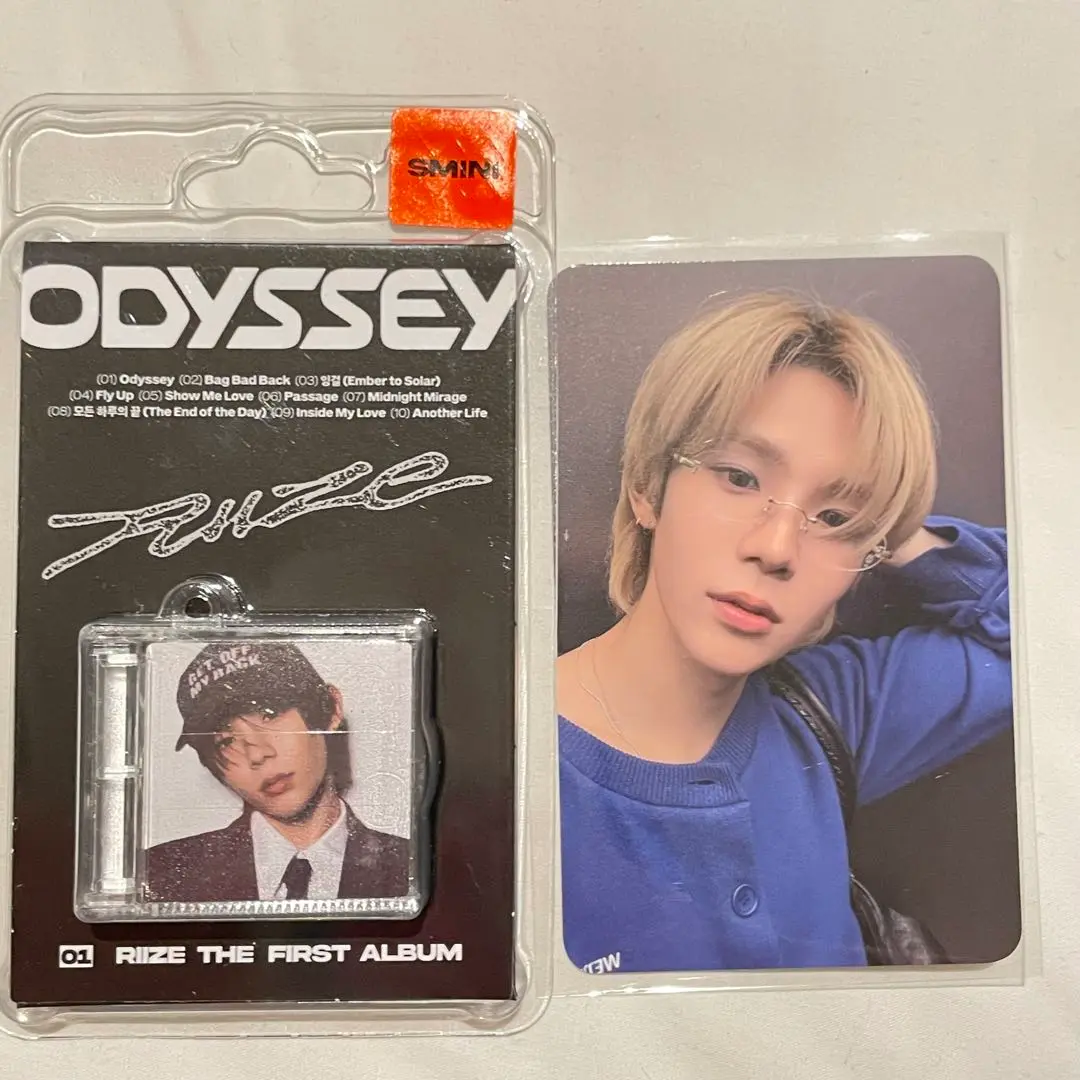 SMINI
ODYSSEY
(01) Odyssey (02) Bag Bad Back (03) 잉걸 (Ember to Solar)
(04) Fly Up (05) Show Me Love (06) Passage (07) Midnight Mirage
(08) 모든 하루의 끝 (The End of the Day) (09) Inside My Love (10) Another Life
RIIZE
GET OFF
MY BACK
01 RIIZE THE FIRST ALBUM